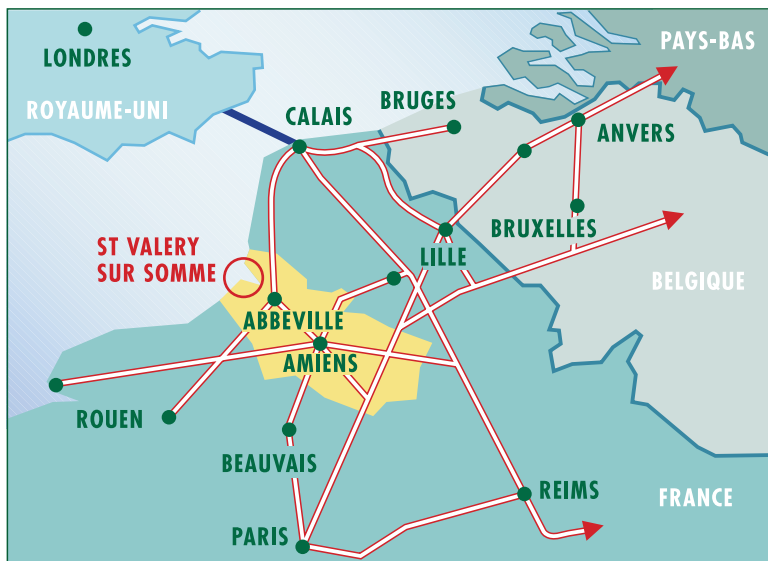 LONDRES
PAYS-BAS
ROYAUME-UNI
BRUGES
CALAIS
ANVERS
BRUXELLES
ST VALERY
SUR SOMME
LILLE
BELGIQUE
ABBEVILLE
AMIENS
ROUEN
BEAUVAIS
REIMS
FRANCE
PARIS